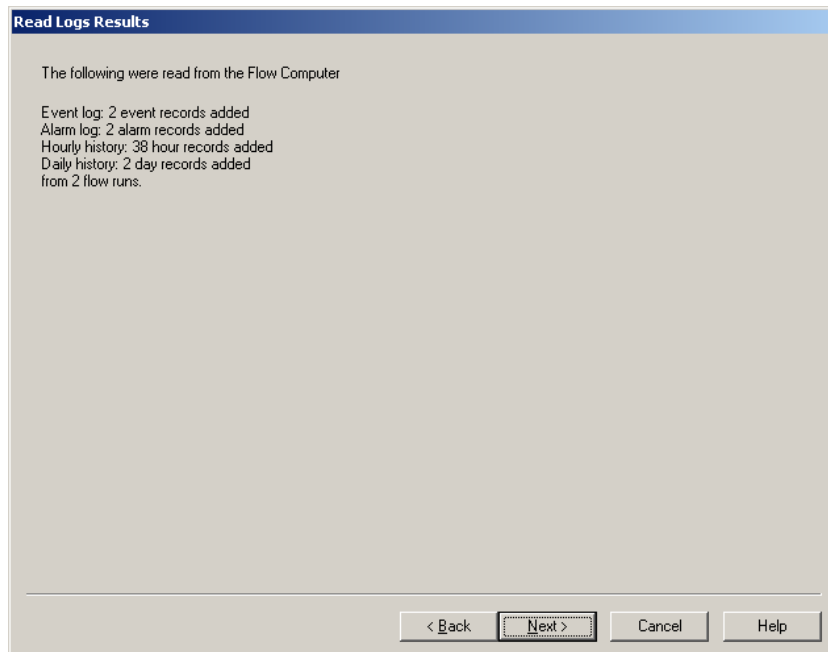 Read Logs Results
The following were read from the Flow Computer
Event log: 2 event records added
Alarm log: 2 alarm records added
Hourly history: 38 hour records added
Daily history: 2 day records added
from 2 flow runs.
< Back
Next >
Cancel
Help